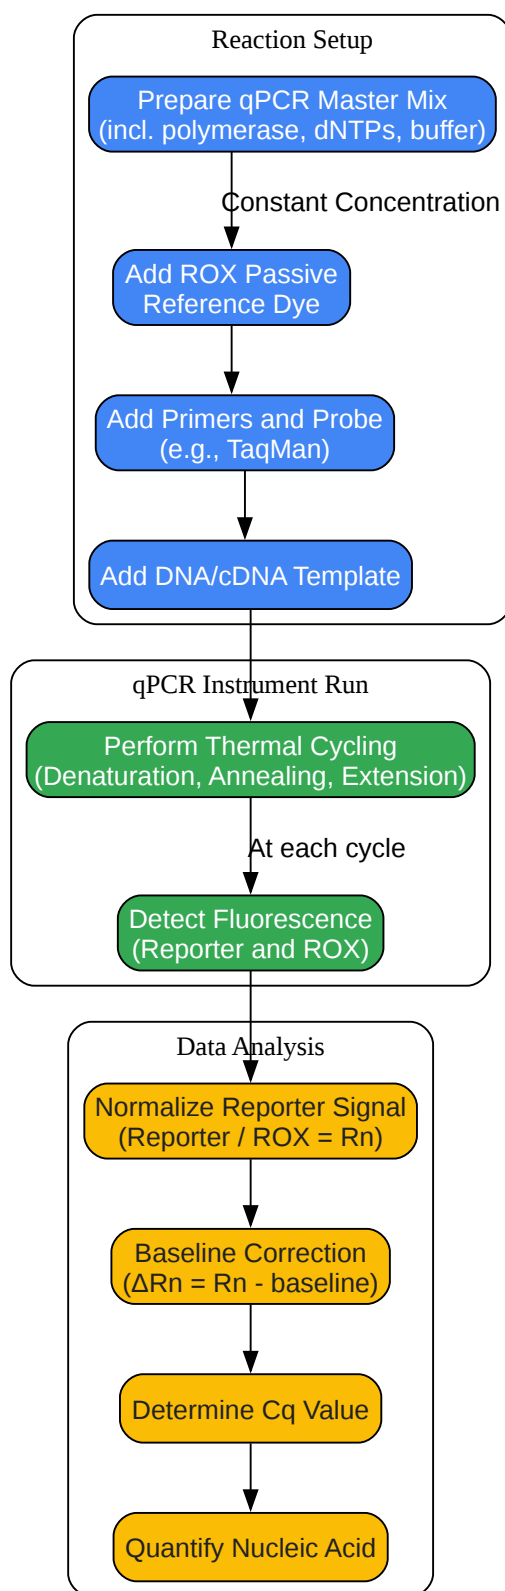 Reaction Setup
Prepare qPCR Master Mix
(incl. polymerase, dNTPs, buffer)
Constant Concentration
Add ROX Passive
Reference Dye
Add Primers and Probe
(e.g., TaqMan)
Add DNA/cDNA Template
qPCR Instrument Run
Perform Thermal Cycling
(Denaturation, Annealing, Extension)
At each cycle
Detect Fluorescence
(Reporter and ROX)
Data Analysis
Normalize Reporter Signal
(Reporter / ROX = Rn)
Baseline Correction
(ΔRn = Rn - baseline)
Determine Cq Value
Quantify Nucleic Acid